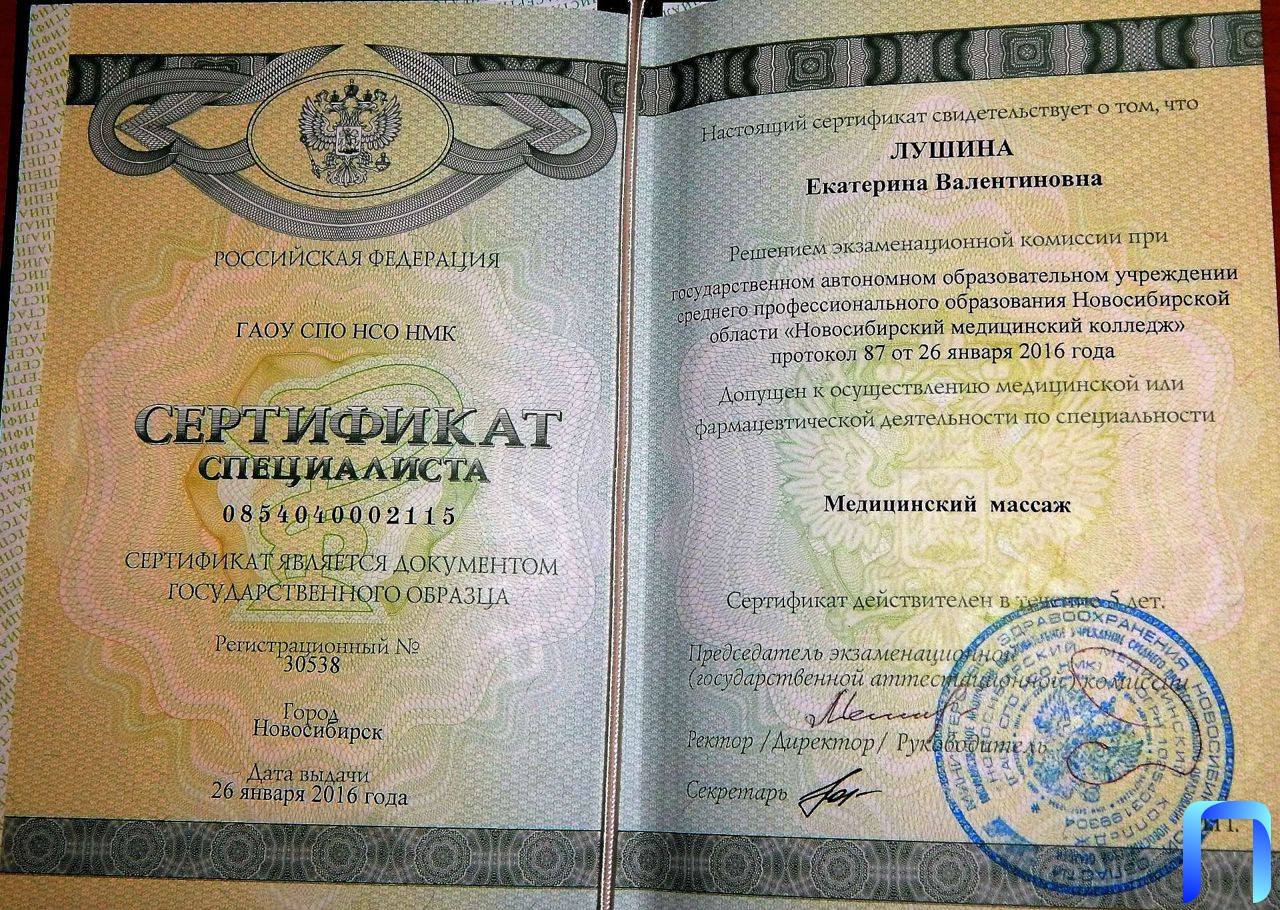 РОССИЙСКАЯ ФЕДЕРАЦИЯ
ГАОУ СПО НСО НМК
СЕРТИФИКАТ
СПЕЦИАЛИСТА
0854040002115
СЕРТИФИКАТ ЯВЛЯЕТСЯ ДОКУМЕНТОМ
ГОСУДАРСТВЕННОГО ОБРАЗЦА
Регистрационный №
30538
Город
Новосибирск
Дата выдачи
26 января 2016 года
Настоящий сертификат свидетельствует о том, что
ЛУШИНА
Екатерина Валентиновна
Решением экзаменационной комиссии при
государственном автономном образовательном учреждении
среднего профессионального образования Новосибирской
области «Новосибирский медицинский колледж»
протокол 87 от 26 января 2016 года
Допущен к осуществлению медицинской или
фармацевтической деятельности по специальности
Медицинский массаж
Сертификат действителен в течение 5 лет.
Председатель экзаменационной
(государственной аттестационной) комиссии
Ректор /Директор/ Руководитель
Секретарь
ЗДРАВООХРАНЕНИЯ НОВОСИБИРСКОЙ